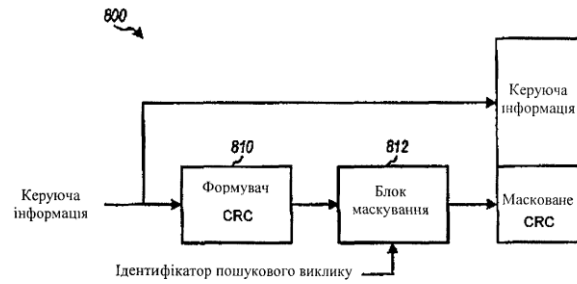 800
Керуюча
інформація
810
812
Керуюча
інформація
Формувач
CRC
Блок
маскування
Масковане
CRC
Ідентифікатор пошукового виклику